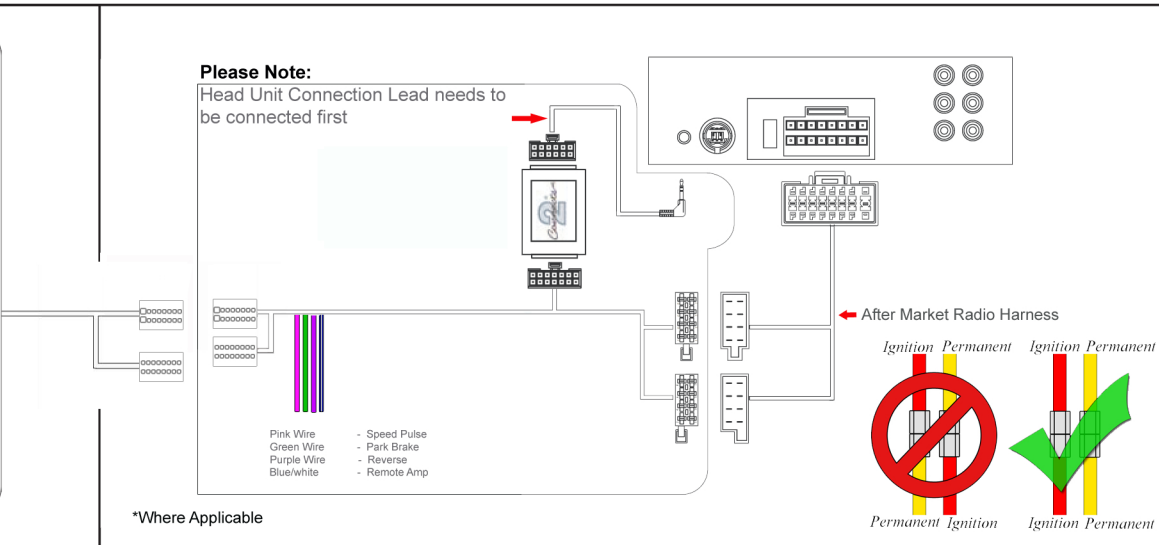 Please Note:
Head Unit Connection Lead needs to
be connected first
After Market Radio Harness
Ignition Permanent
Ignition Permanent
Pink Wire - Speed Pulse
Green Wire - Park Brake
Purple Wire - Reverse
Blue/white - Remote Amp
Permanent Ignition
Ignition Permanent
*Where Applicable